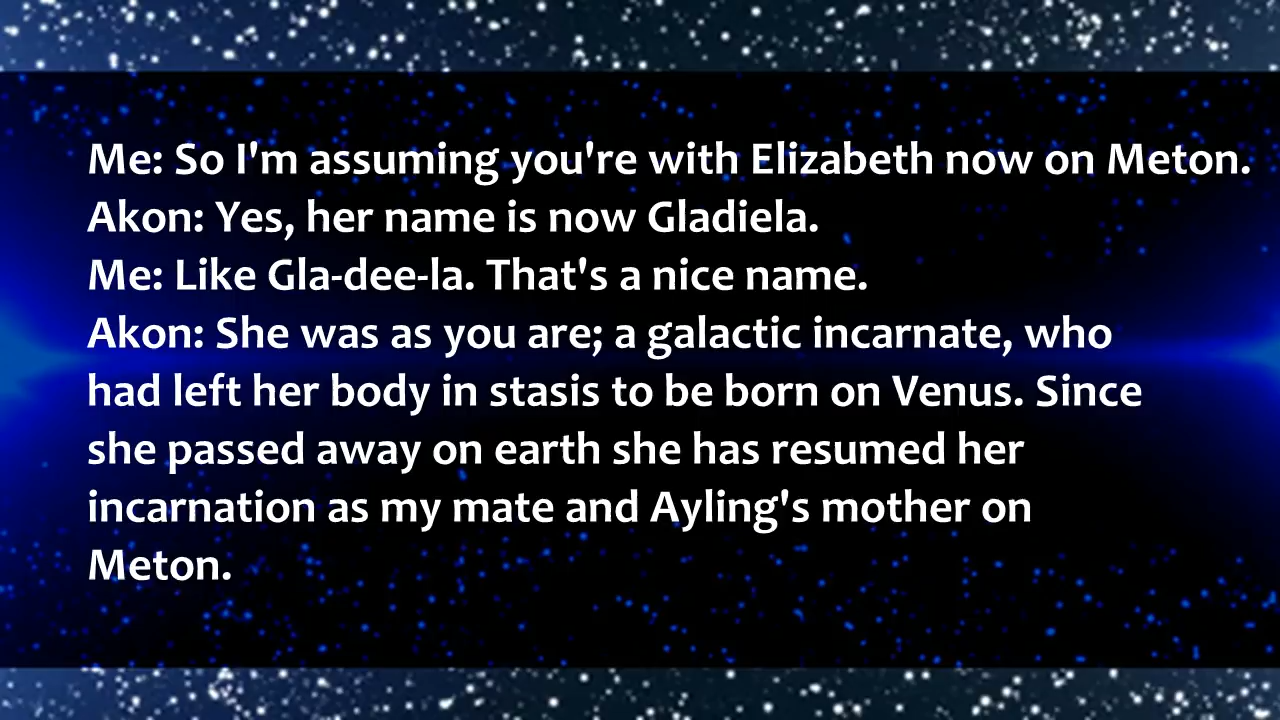 Me: So I'm assuming you're with Elizabeth now on Meton.
Akon: Yes, her name is now Gladiela.
Me: Like Gla-dee-la. That's a nice name.
Akon: She was as you are; a galactic incarnate, who
had left her body in stasis to be born on Venus. Since
she passed away on earth she has resumed her
incarnation as my mate and Ayling's mother on
Meton.